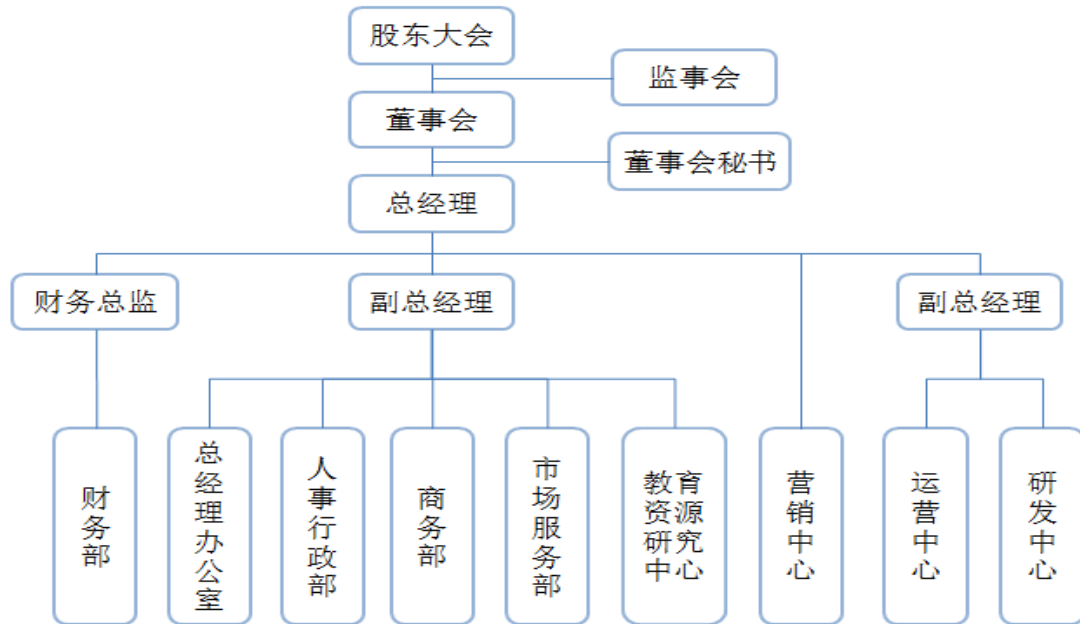 股东大会
监事会
董事会
董事会秘书
总经理
财务总监
副总经理
副总经理
财务部
总经理办公室
人事行政部
商务部
市场服务部
教育资源研究中心
营销中心
运营中心
研发中心